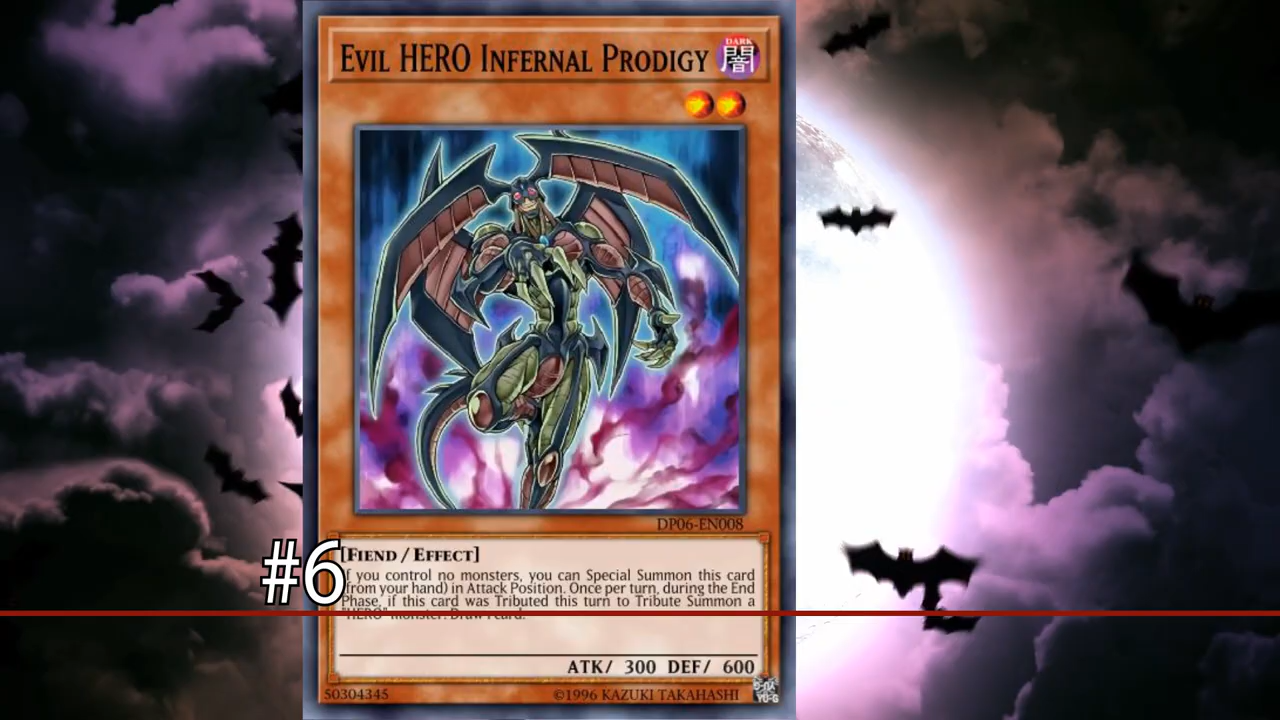 Evil HERO Infernal Prodigy
DARK
闇
DP06-EN008
#6
[Fiend / Effect]
If you control no monsters, you can Special Summon this card
(from your hand) in Attack Position. Once per turn, during the End
Phase, if this card was Tributed this turn to Tribute Summon a
"HERO" monster: Draw 1 card.
ATK/ 300 DEF/ 600
50304345
©1996 KAZUKI TAKAHASHI